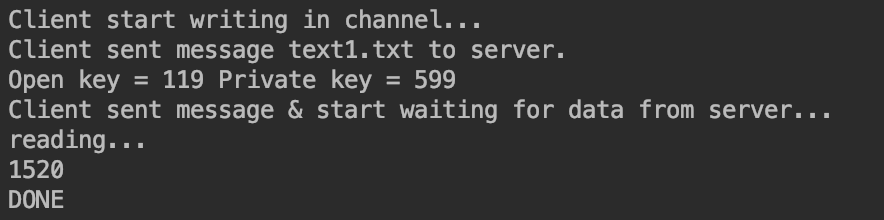 Client start writing in channel...
Client sent message text1.txt to server.
Open key = 119 Private key = 599
Client sent message & start waiting for data from server...
reading...
1520
DONE